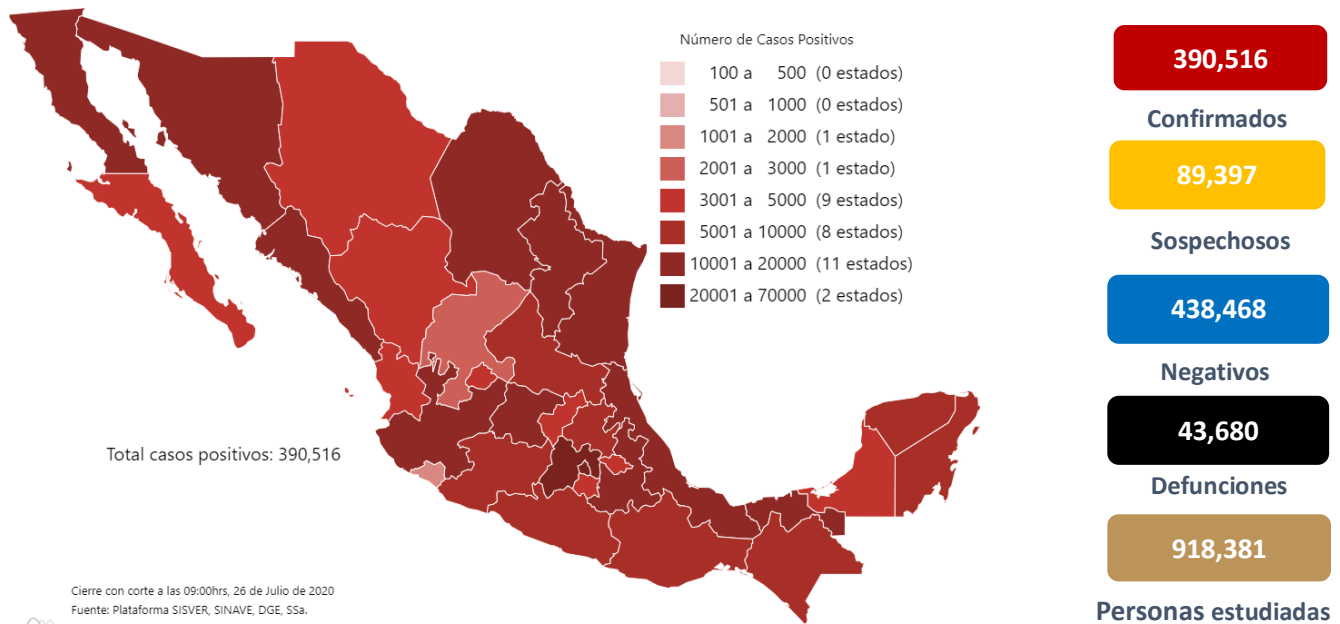 Número de Casos Positivos
100 a 500 (0 estados)
501 a 1000 (0 estados)
1001 a 2000 (1 estado)
2001 a 3000 (1 estado)
3001 a 5000 (9 estados)
5001 a 10000 (8 estados)
10001 a 20000 (11 estados)
20001 a 70000 (2 estados)
Total casos positivos: 390,516
Cierre con corte a las 09:00hrs, 26 de Julio de 2020
Fuente: Plataforma SISVER, SINAVE, DGE, SSa.
390,516
Confirmados
89,397
Sospechosos
438,468
Negativos
43,680
Defunciones
918,381
Personas estudiadas